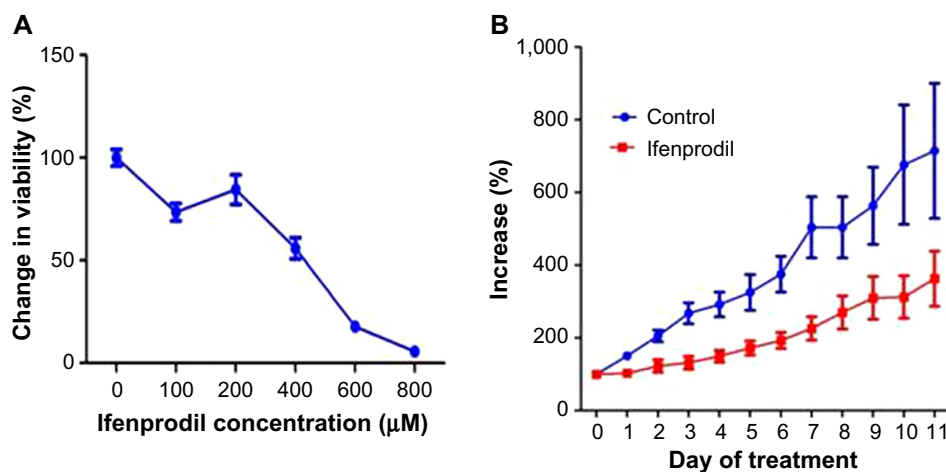 A
Change in viability (%)
150
100
50
0
0 100 200 400 600 800
Ifenprodil concentration (μM)
B
Increase (%)
1,000
800
600
400
200
0
Control
Ifenprodil
0 1 2 3 4 5 6 7 8 9 10 11
Day of treatment